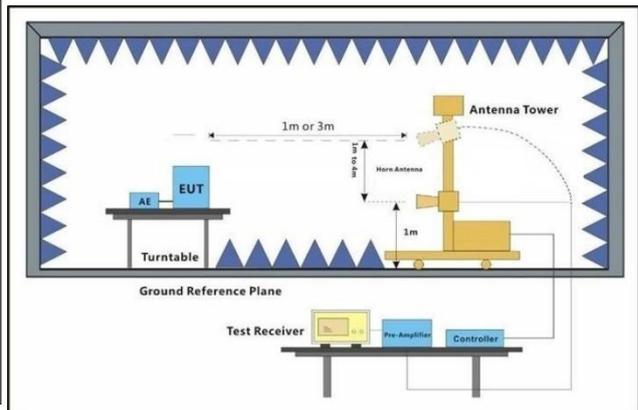 1m or 3m
Antenna Tower
1m to 4m
Horn Antenna
EUT
AE
1m
Turntable
Ground Reference Plane
Test Receiver
Pre-Amplifier
Controller